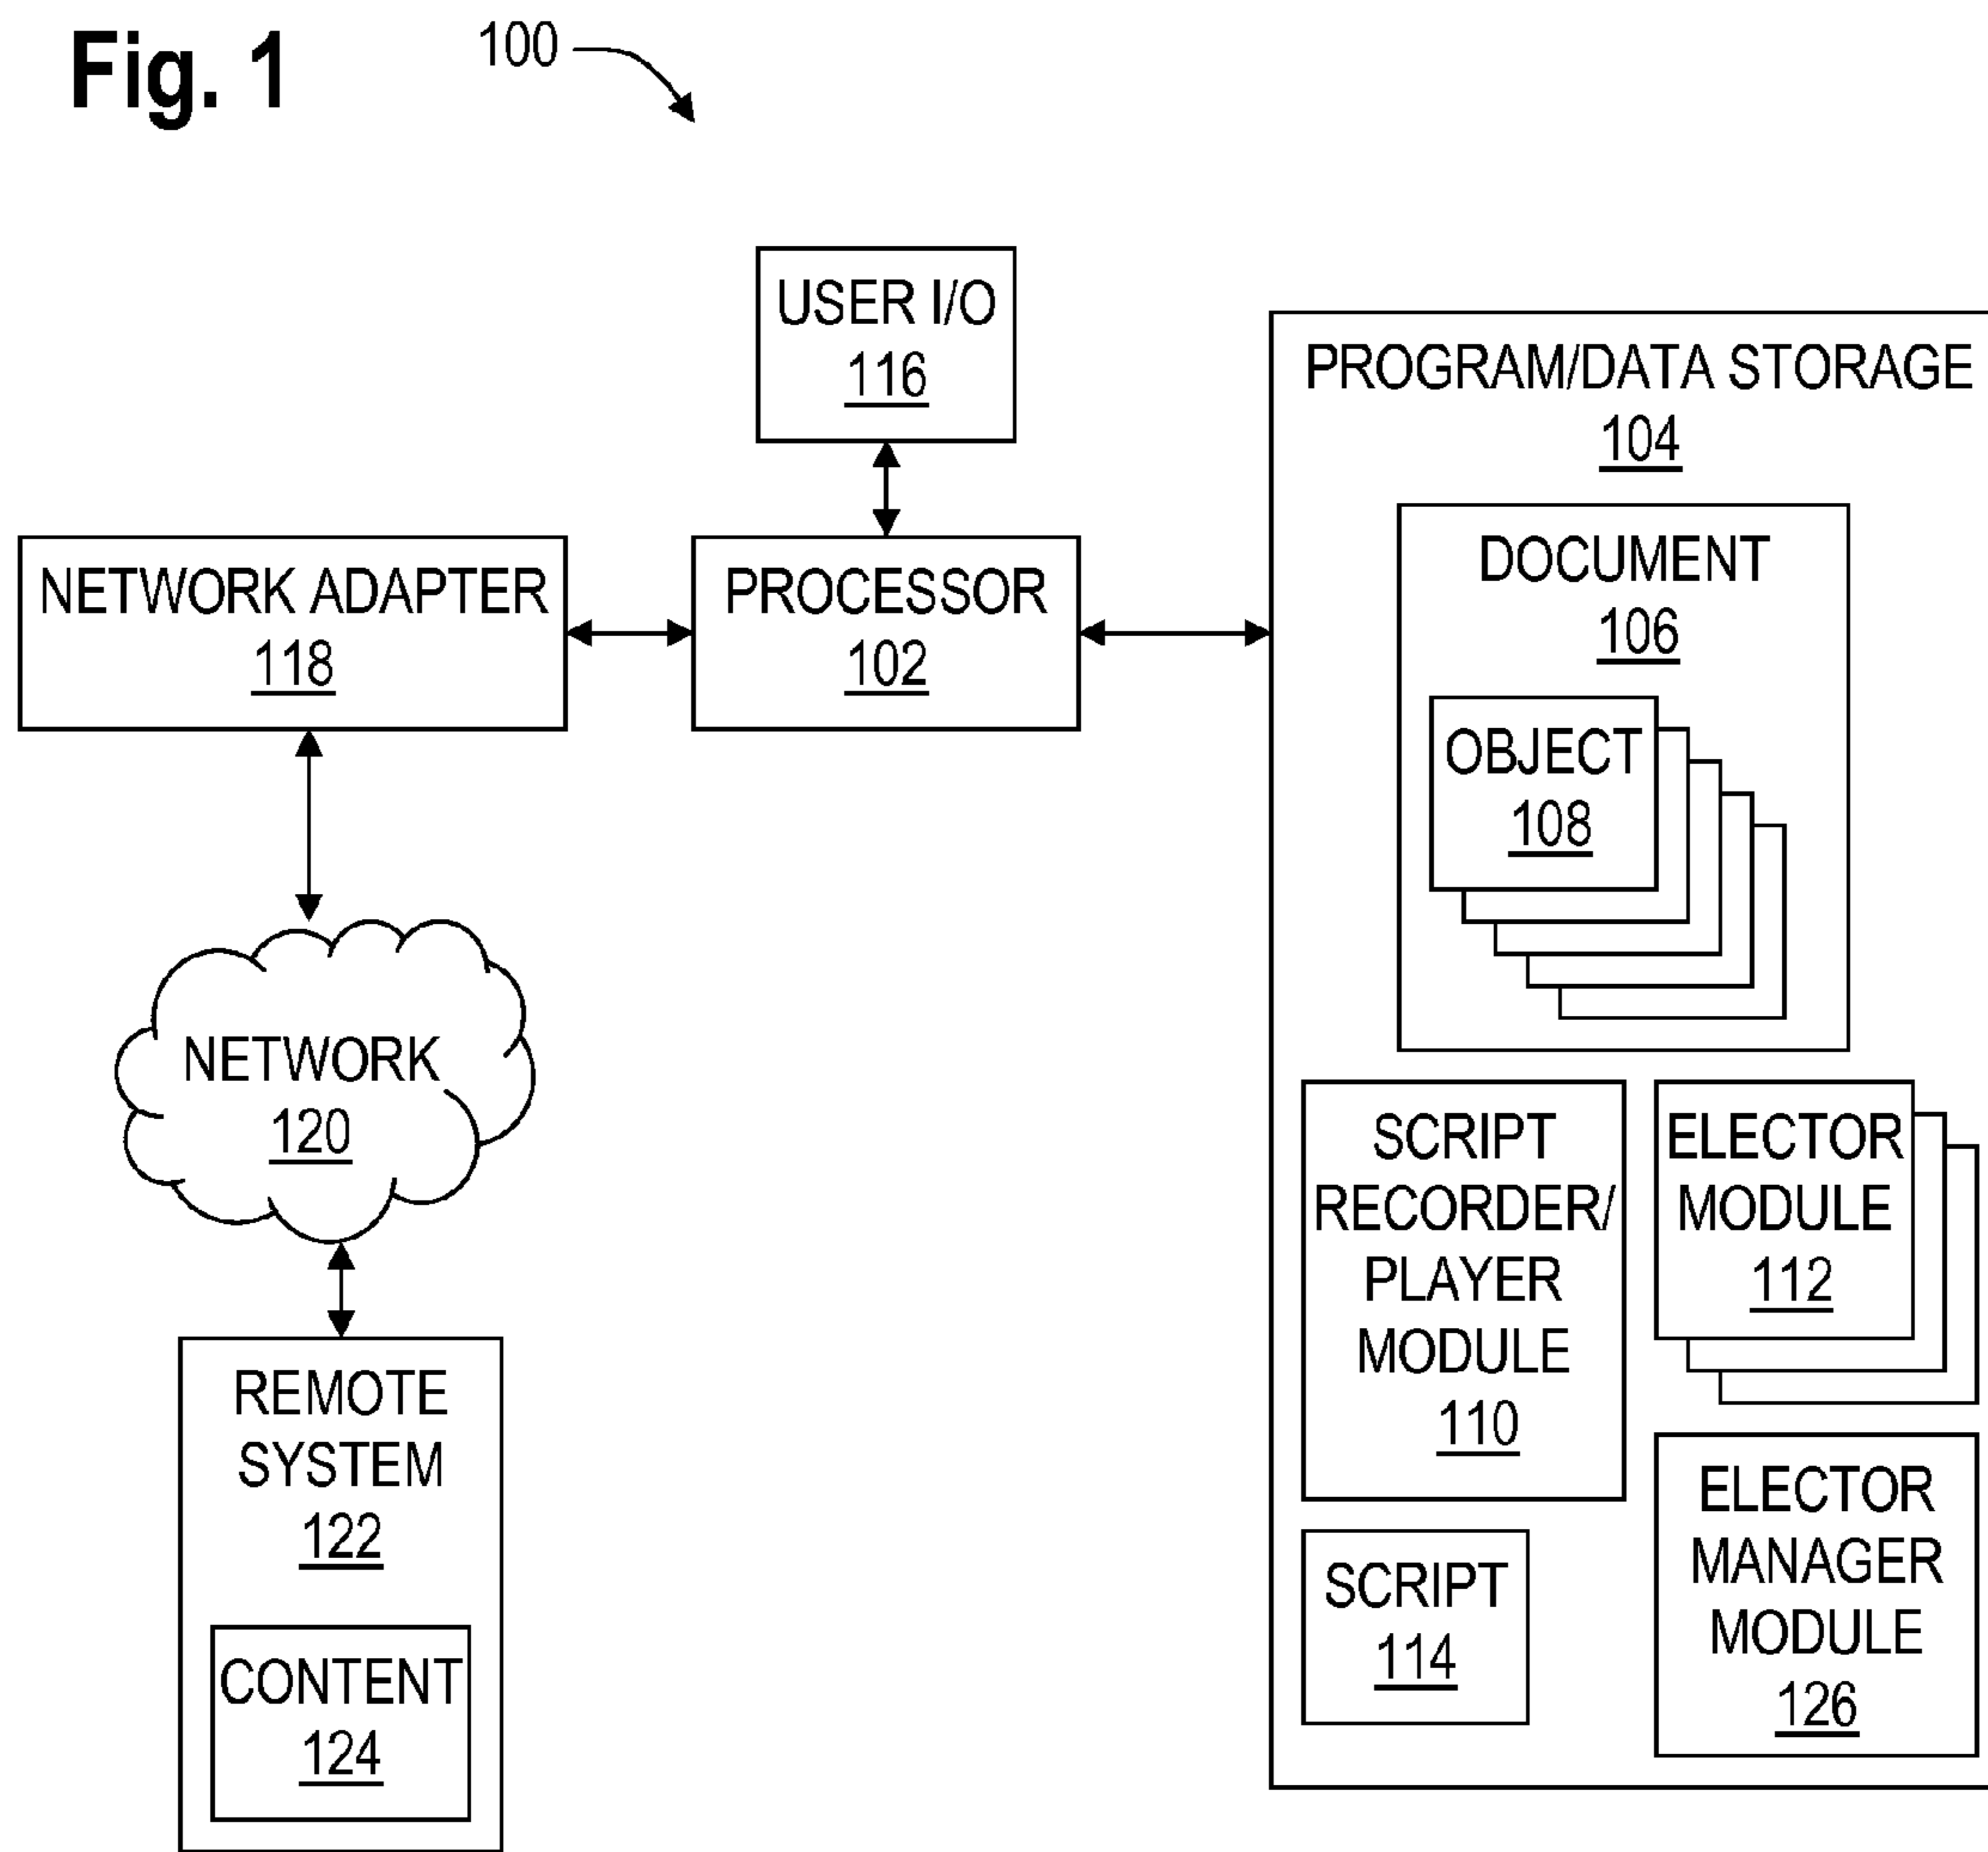 Fig. 1
100
USER I/O
116
PROGRAM/DATA STORAGE
104
DOCUMENT
106
NETWORK ADAPTER
118
PROCESSOR
102
OBJECT
108
NETWORK
120
SCRIPT
RECORDER/
PLAYER
MODULE
110
ELECTOR
MODULE
112
REMOTE
SYSTEM
122
CONTENT
124
SCRIPT
114
ELECTOR
MANAGER
MODULE
126